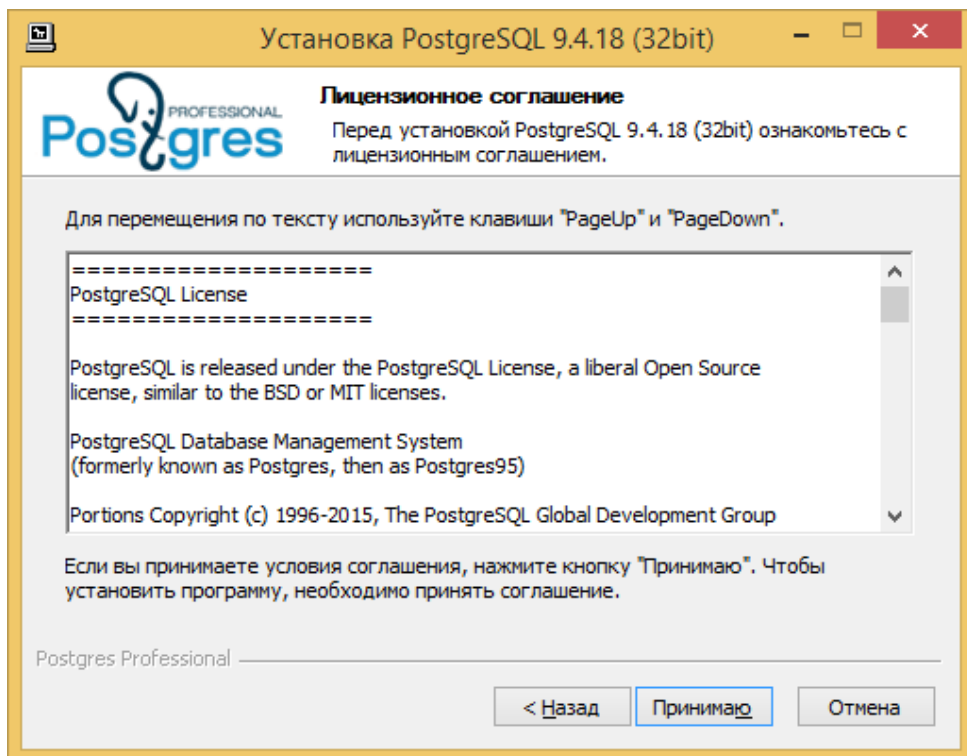 Установка PostgreSQL 9.4.18 (32bit)
PROFESSIONAL
Postgres
Лицензионное соглашение
Перед установкой PostgreSQL 9.4.18 (32bit) ознакомьтесь с
лицензионным соглашением.
Для перемещения по тексту используйте клавиши "PageUp" и "PageDown".
====================
PostgreSQL License
====================
PostgreSQL is released under the PostgreSQL License, a liberal Open Source
license, similar to the BSD or MIT licenses.
PostgreSQL Database Management System
(formerly known as Postgres, then as Postgres95)
Portions Copyright (c) 1996-2015, The PostgreSQL Global Development Group
Если вы принимаете условия соглашения, нажмите кнопку "Принимаю". Чтобы
установить программу, необходимо принять соглашение.
Postgres Professional
< Назад
Принимаю
Отмена